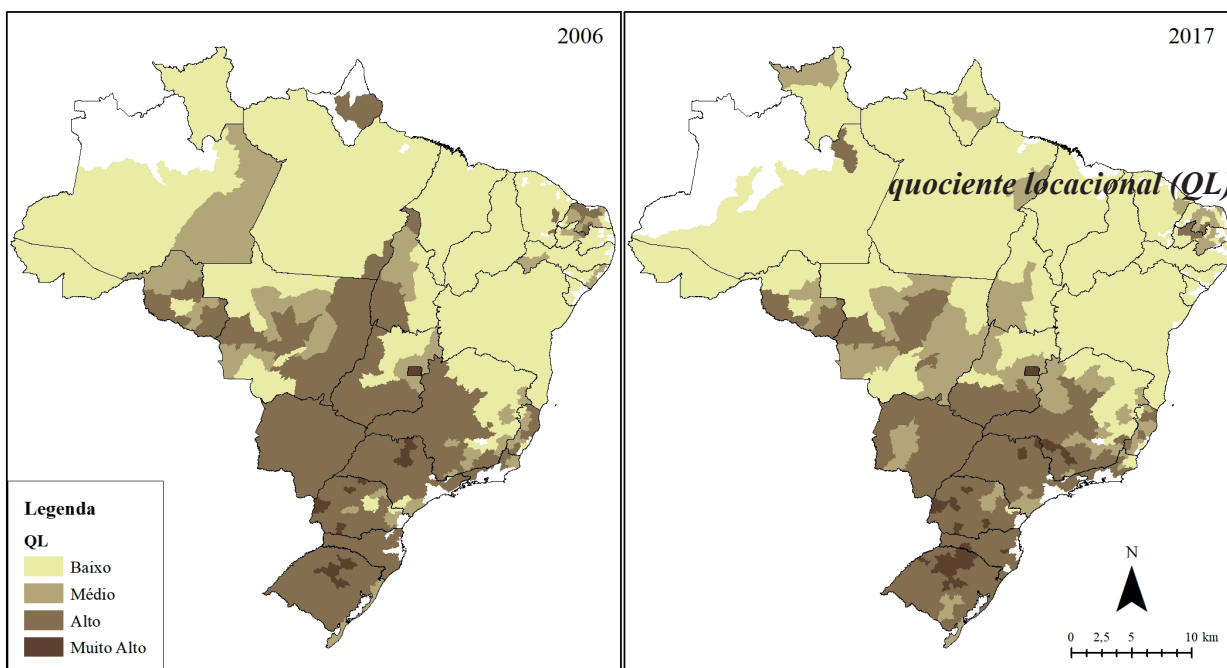 2006
2017
quociente locacional (QL)
Legenda
QL
Baixo
Médio
Alto
Muito Alto
N
0 2,5 5 10 km